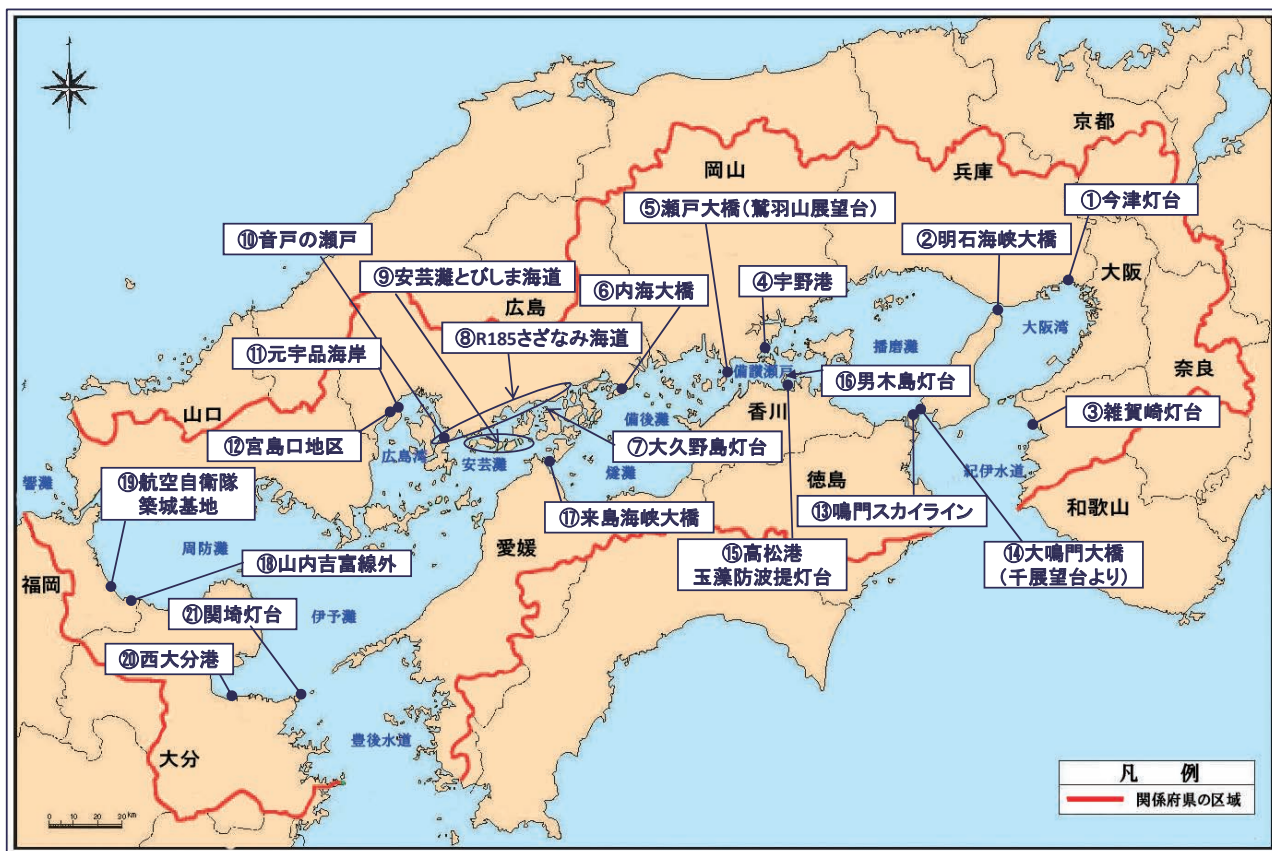 京都
岡山
兵庫
⑤瀬戸大橋(鷲羽山展望台)
①今津灯台
⑩音戸の瀬戸
②明石海峡大橋
⑨安芸灘とびしま海道
⑥内海大橋
④宇野港
大阪
広島
⑧R185さざなみ海道
大阪湾
⑪元宇品海岸
播磨灘
備讃瀬戸
⑯男木島灯台
奈良
山口
香川
備後灘
③雑賀崎灯台
⑫宮島口地区
広島湾
安芸灘
⑦大久野島灯台
燧灘
紀伊水道
響灘
⑲航空自衛隊
築城基地
徳島
和歌山
⑰来島海峡大橋
⑬鳴門スカイライン
周防灘
愛媛
⑱山内吉富線外
⑮高松港
玉藻防波提灯台
⑭大鳴門大橋
(千展望台より)
福岡
㉑関埼灯台
伊予灘
⑳西大分港
豊後水道
大分
凡 例
関係府県の区域
0 10 20km